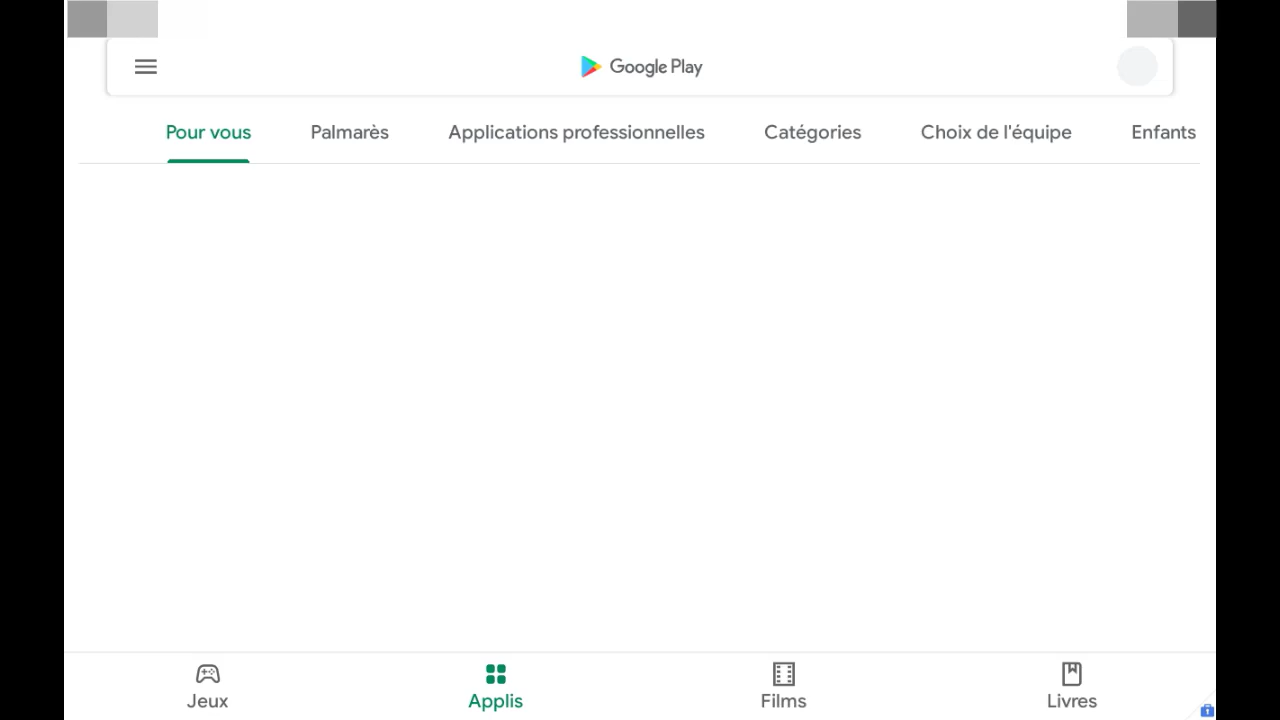 Google Play
Pour vous Palmarès Applications professionnelles Catégories Choix de l'équipe Enfants
Jeux Applis Films Livres